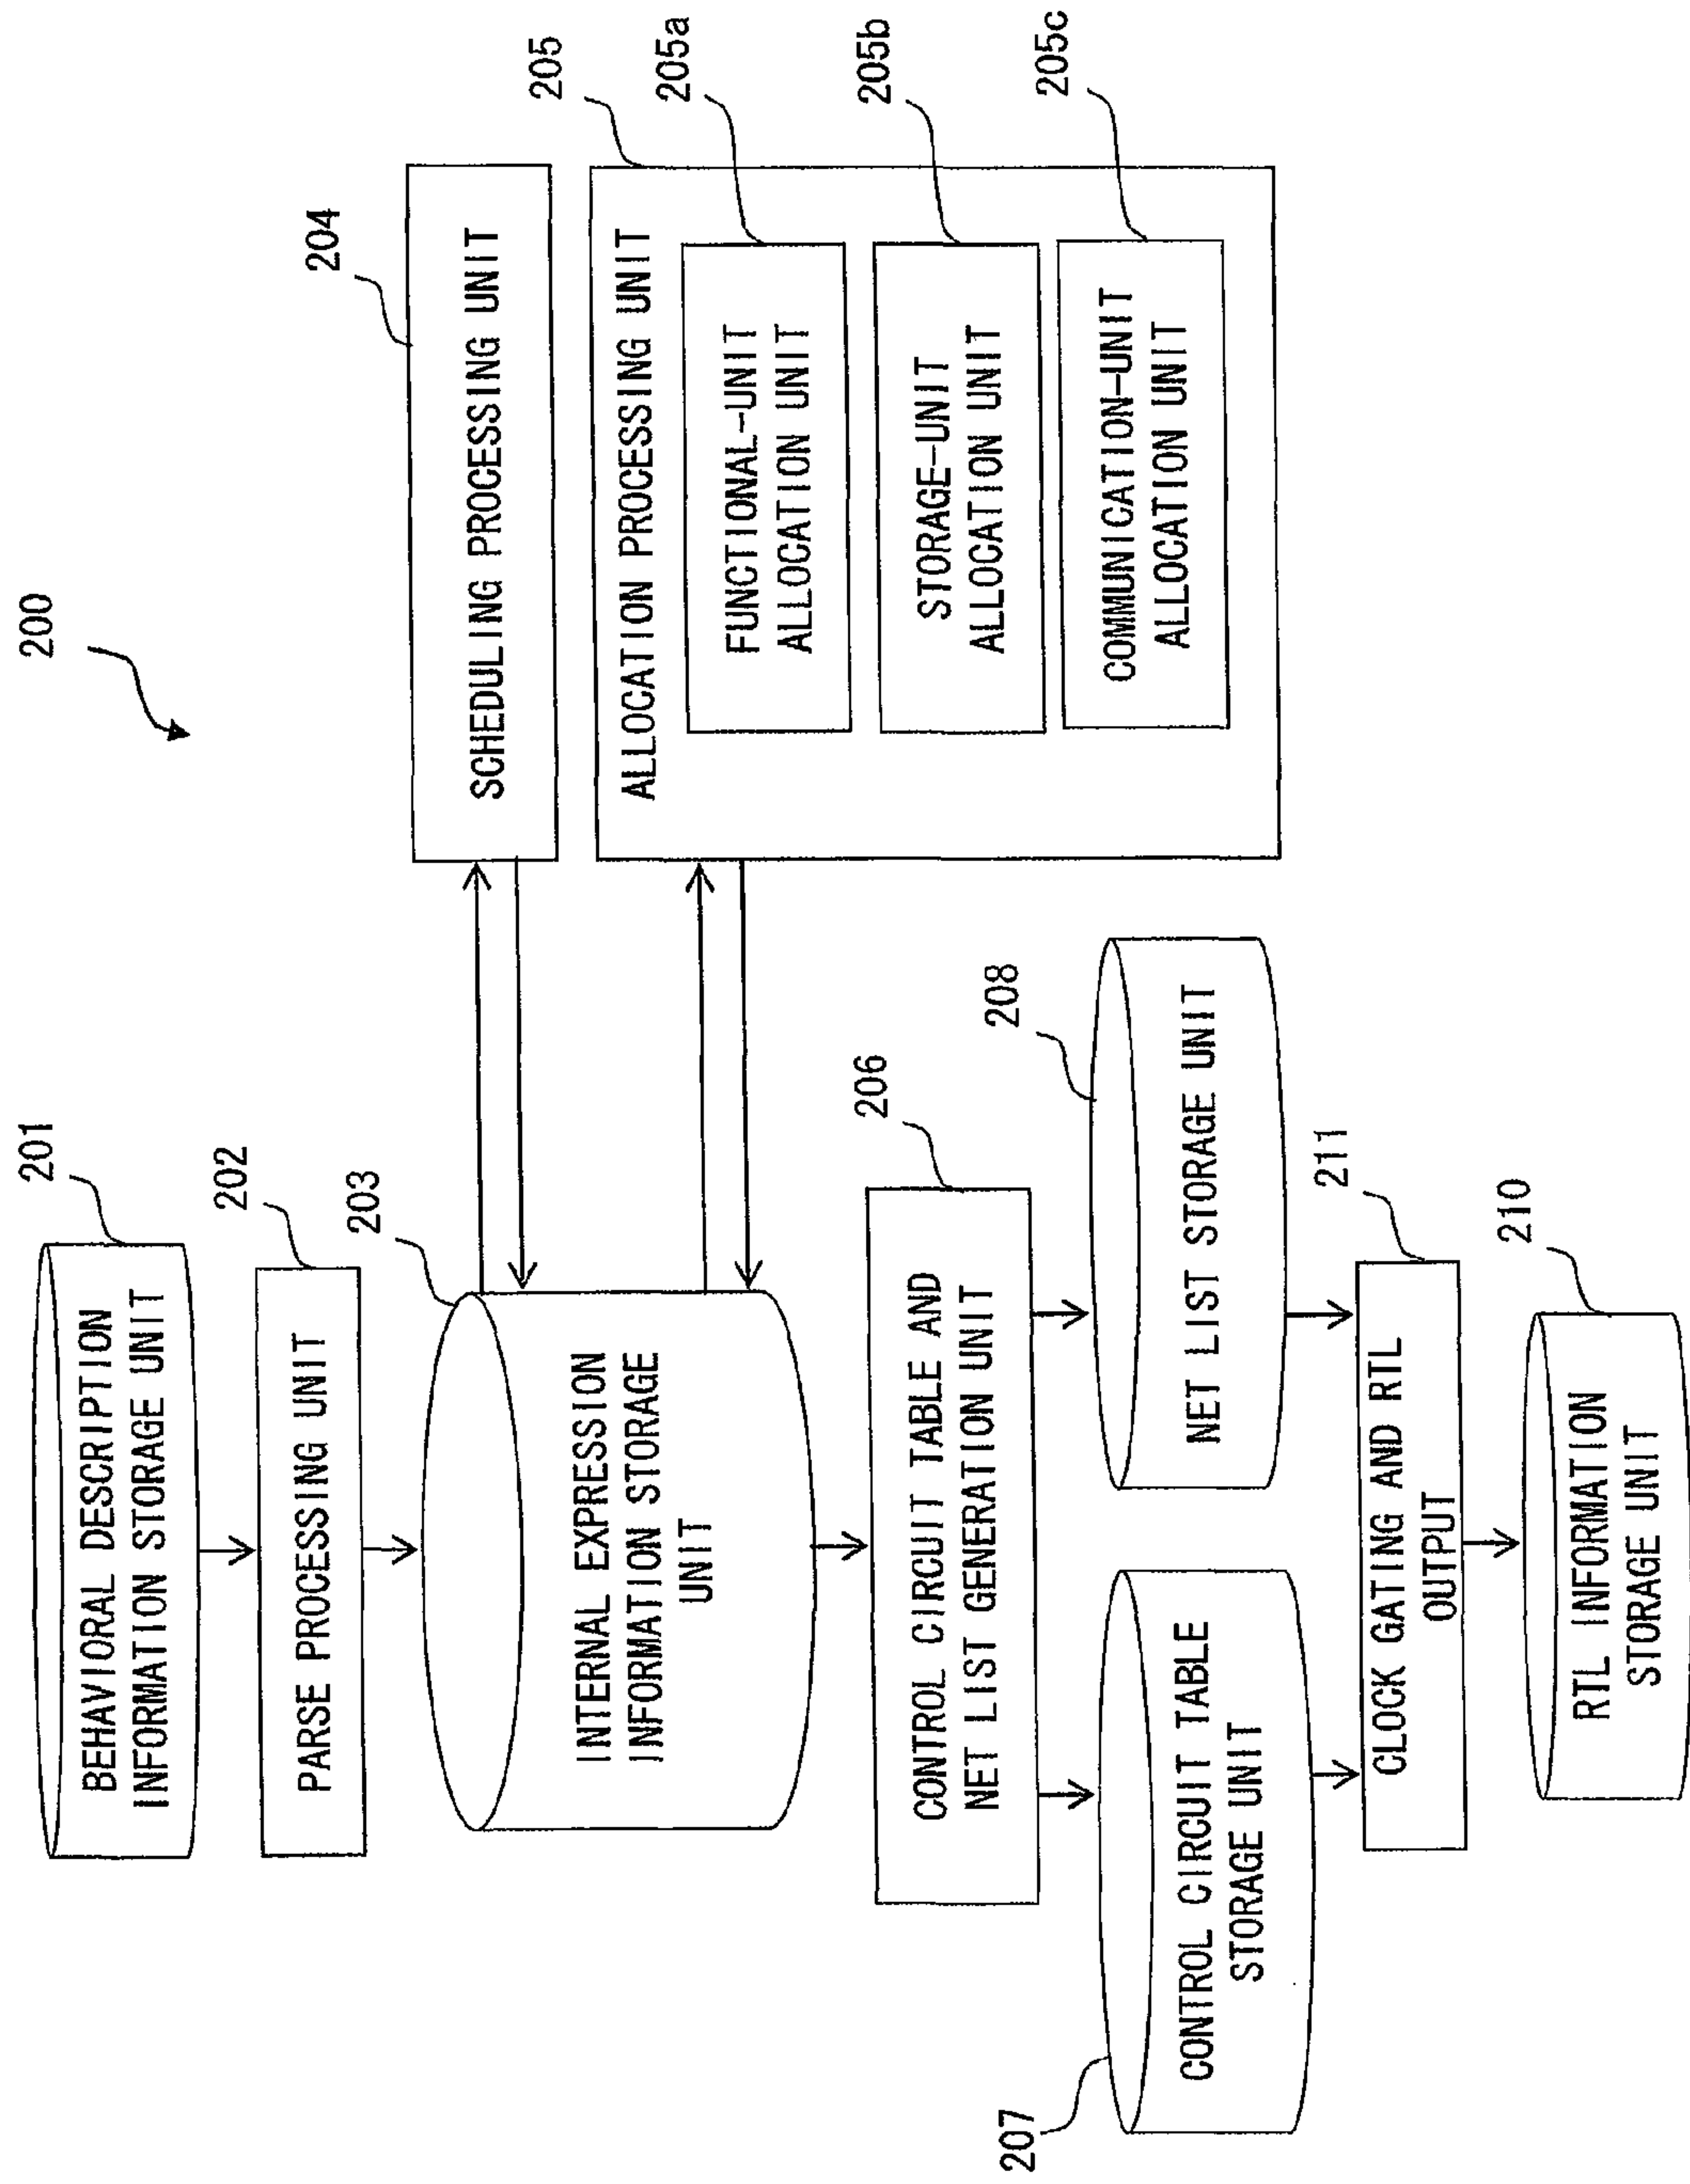 200
201
BEHAVIORAL DESCRIPTION
INFORMATION STORAGE UNIT
202
PARSE PROCESSING UNIT
203
INTERNAL EXPRESSION
INFORMATION STORAGE
UNIT
204
SCHEDULING PROCESSING UNIT
205
ALLOCATION PROCESSING UNIT
205a
FUNCTIONAL-UNIT
ALLOCATION UNIT
205b
STORAGE-UNIT
ALLOCATION UNIT
205c
COMMUNICATION-UNIT
ALLOCATION UNIT
206
CONTROL CIRCUIT TABLE AND
NET LIST GENERATION UNIT
207
CONTROL CIRCUIT TABLE
STORAGE UNIT
208
NET LIST STORAGE UNIT
211
CLOCK GATING AND RTL
OUTPUT
210
RTL INFORMATION
STORAGE UNIT